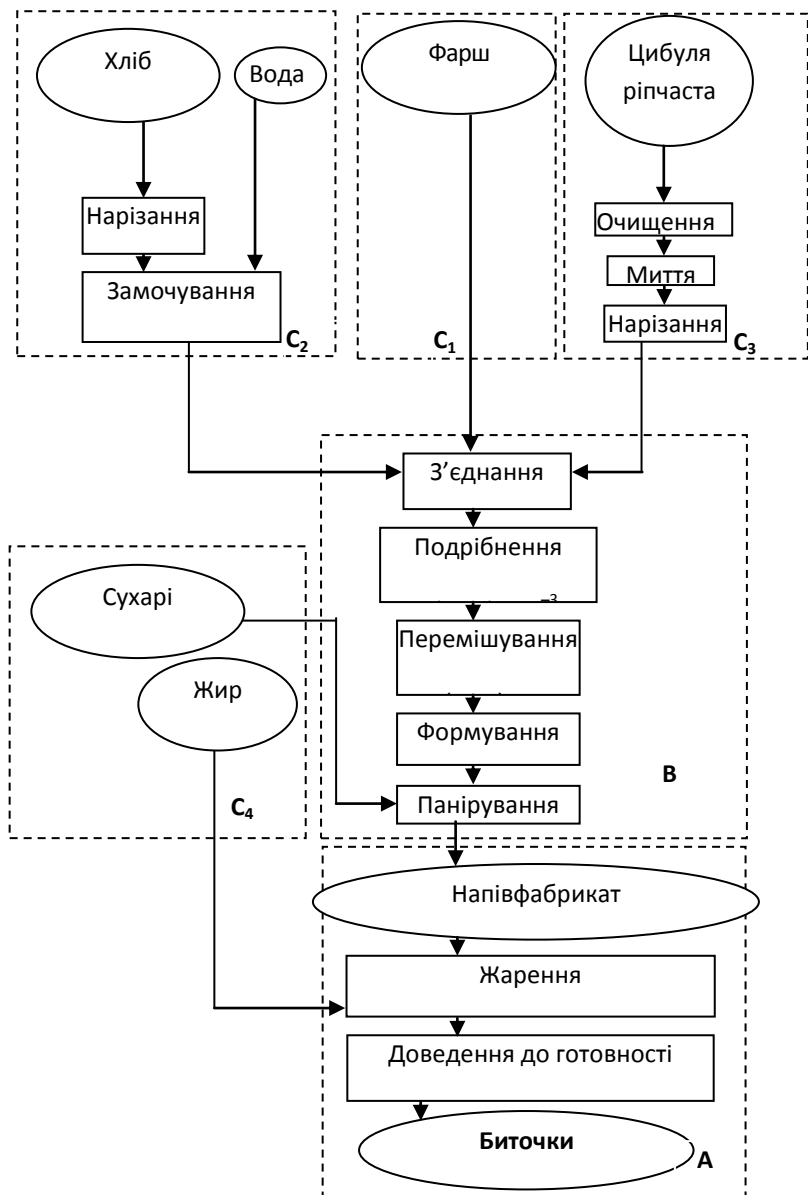 Хліб
Вода
Нарізання
Замочування
C₂
Фарш
C₁
Цибуля
ріпчаста
Очищення
Миття
Нарізання
C₃
З’єднання
Подрібнення
–3
Перемішування
Формування
Панірування
B
Сухарі
Жир
C₄
Напівфабрикат
Жарення
Доведення до готовності
Биточки
A